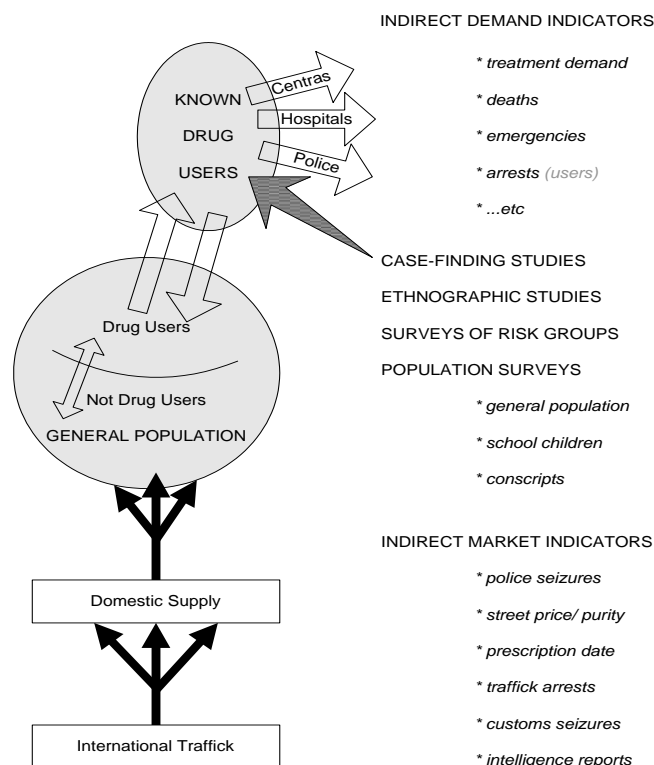 INDIRECT DEMAND INDICATORS
* treatment demand
* deaths
* emergencies
* arrests (users)
* ...etc
Centras
Hospitals
Police
KNOWN
DRUG
USERS
CASE-FINDING STUDIES
ETHNOGRAPHIC STUDIES
SURVEYS OF RISK GROUPS
POPULATION SURVEYS
* general population
* school children
* conscripts
Drug Users
Not Drug Users
GENERAL POPULATION
INDIRECT MARKET INDICATORS
* police seizures
* street price/ purity
* prescription date
* traffick arrests
* customs seizures
* intelligence reports
Domestic Supply
International Traffick